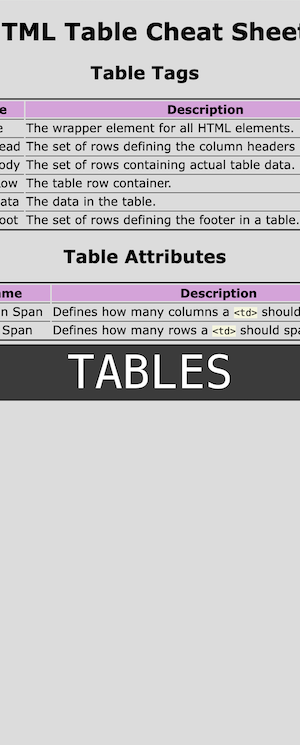 TML Table Cheat Sheet
Table Tags
e Description
e The wrapper element for all HTML elements.
ead The set of rows defining the column headers
ody The set of rows containing actual table data.
ow The table row container.
ata The data in the table.
oot The set of rows defining the footer in a table.
Table Attributes
me Description
n Span Defines how many columns a <td> should
Span Defines how many rows a <td> should spa
TABLES